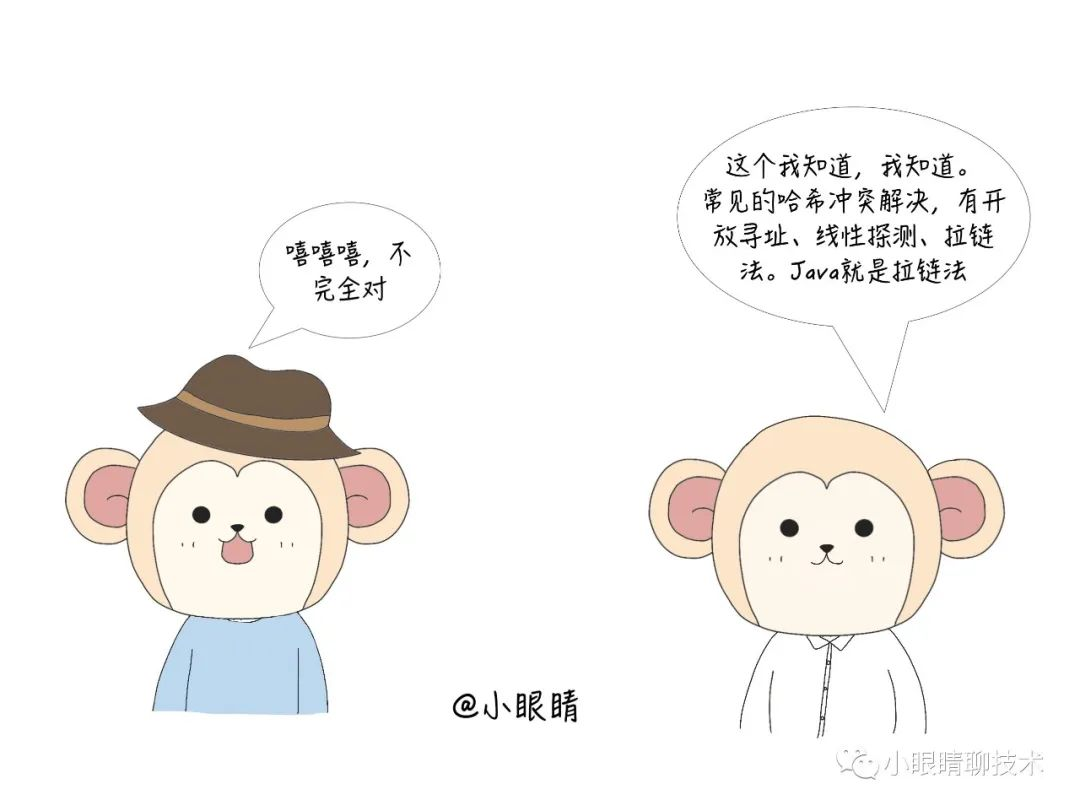 嘻嘻嘻，不
完全对
这个我知道，我知道。
常见的哈希冲突解决，有开
放寻址、线性探测、拉链
法。Java就是拉链法
@小眼睛
小眼睛聊技术